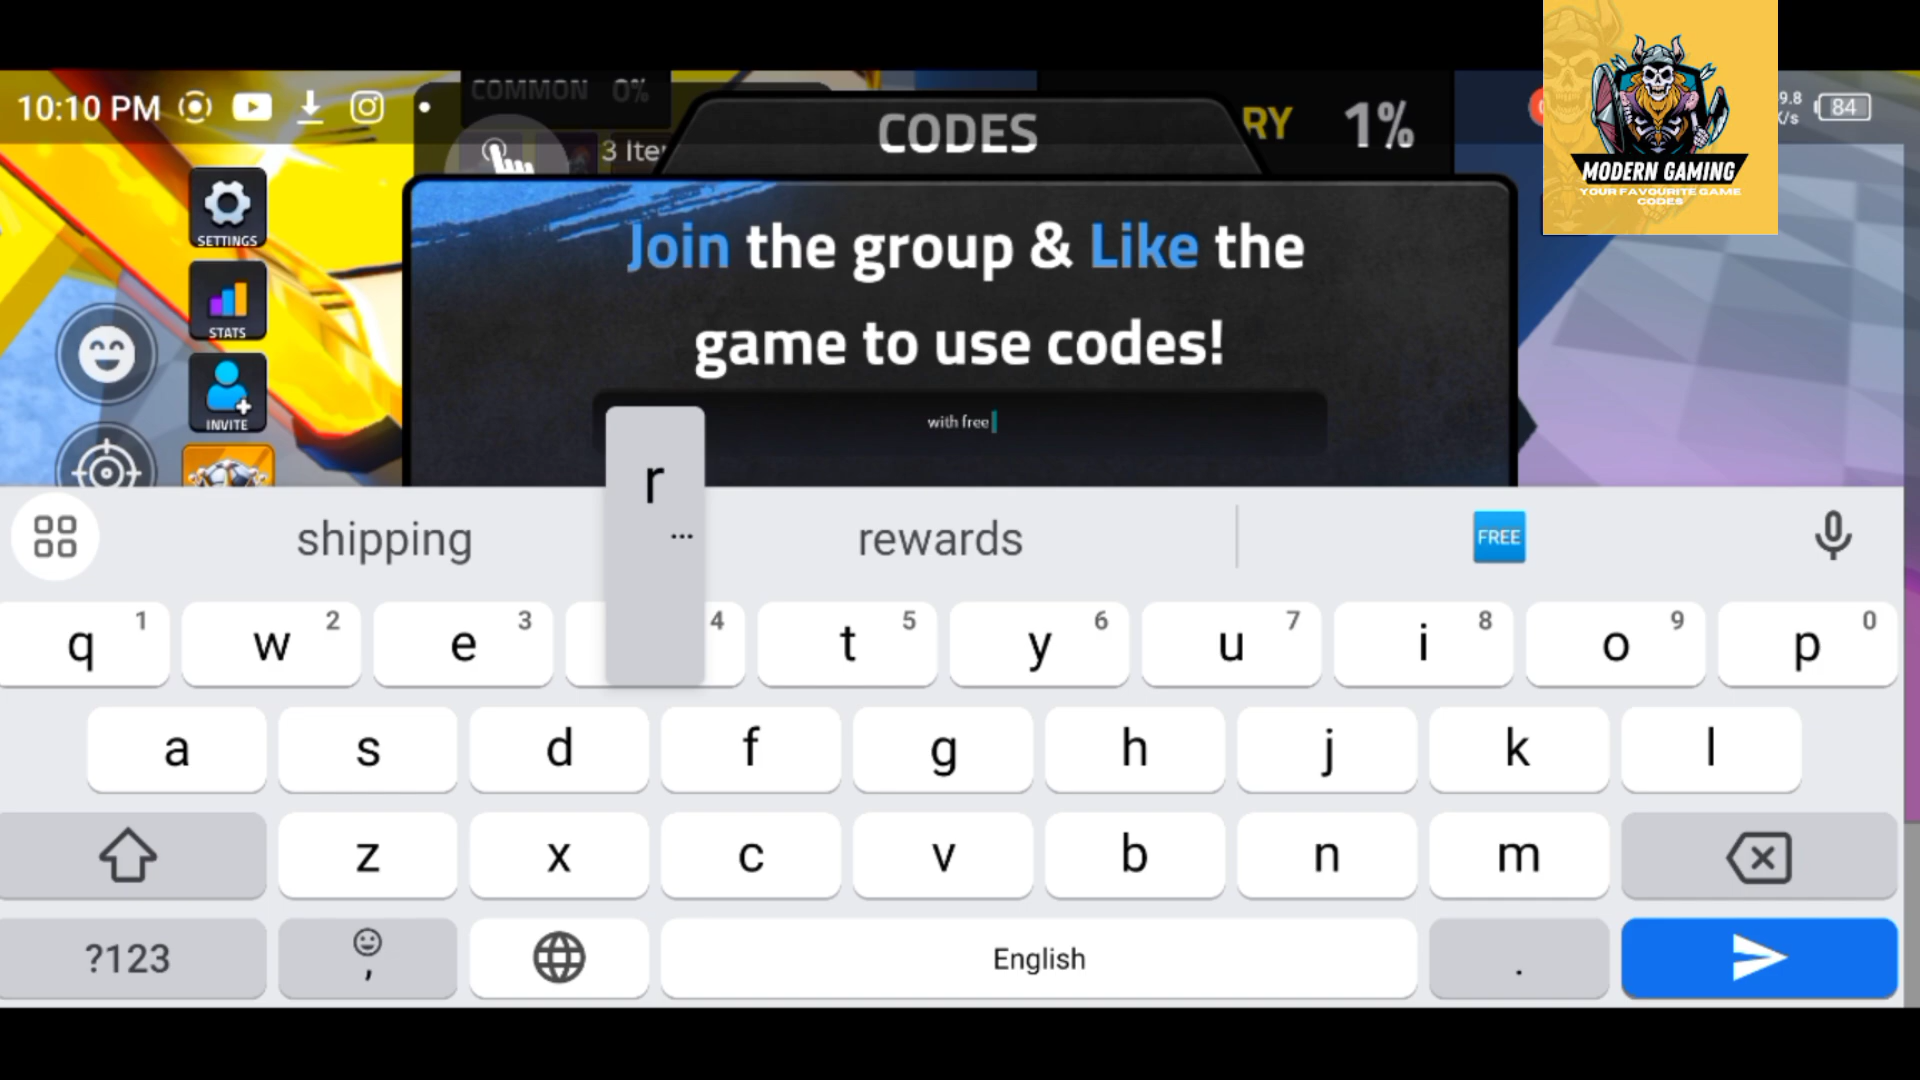 COMMON 0%
10:10 PM
RY 1%
9.8
K/s
84
3 Ite
CODES
MODERN GAMING
YOUR FAVOURITE GAME
CODES
SETTINGS
STATS
INVITE
Join the group & Like the
game to use codes!
with free
r
...
shipping
rewards
FREE
q 1 w 2 e 3 4 t 5 y 6 u 7 i 8 o 9 p 0
a s d f g h j k l
z x c v b n m
?123 , English .